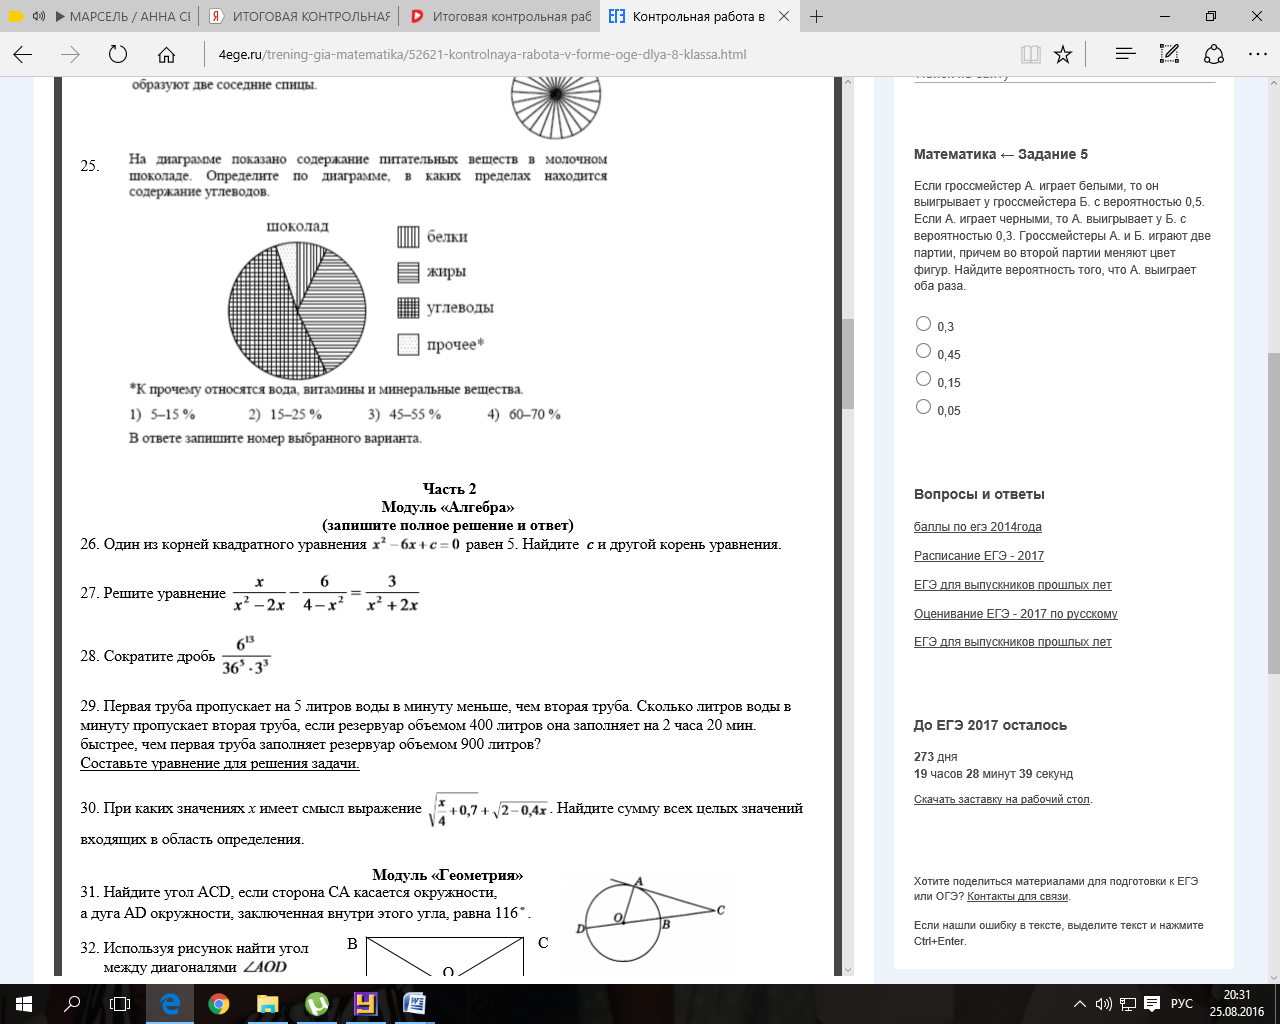 МАРСЕЛЬ / АННА СЕ
ИТОГОВАЯ КОНТРОЛЬНАЯ
Итоговая контрольная раб
Контрольная работа в
4ege.ru/trening-gia-matematika/52621-kontrolnaya-rabota-v-forme-oge-dlya-8-klassa.html
образуют две соседние спицы.
25. На диаграмме показано содержание питательных веществ в молочном
шоколаде. Определите по диаграмме, в каких пределах находится
содержание углеводов.
шоколад
белки
жиры
углеводы
прочее*
*К прочему относятся вода, витамины и минеральные вещества.
1) 5–15 % 2) 15–25 % 3) 45–55 % 4) 60–70 %
В ответе запишите номер выбранного варианта.
Часть 2
Модуль «Алгебра»
(запишите полное решение и ответ)
26. Один из корней квадратного уравнения x² − 6x + c = 0 равен 5. Найдите c и другой корень уравнения.
27. Решите уравнение x/(x² − 2x) − 6/(4 − x²) = 3/(x² + 2x)
28. Сократите дробь 6¹³/(36⁵ · 3³)
29. Первая труба пропускает на 5 литров воды в минуту меньше, чем вторая труба. Сколько литров воды в
минуту пропускает вторая труба, если резервуар объемом 400 литров она заполняет на 2 часа 20 мин.
быстрее, чем первая труба заполняет резервуар объемом 900 литров?
Составьте уравнение для решения задачи.
30. При каких значениях x имеет смысл выражение √(x/4 + 0,7) + √(2 − 0,4x). Найдите сумму всех целых значений
входящих в область определения.
Модуль «Геометрия»
31. Найдите угол ACD, если сторона CA касается окружности,
а дуга AD окружности, заключенная внутри этого угла, равна 116°.
A
O
C
D
B
32. Используя рисунок найти угол
между диагоналями ∠AOD
B
C
O
Математика ← Задание 5
Если гроссмейстер А. играет белыми, то он
выигрывает у гроссмейстера Б. с вероятностью 0,5.
Если А. играет черными, то А. выигрывает у Б. с
вероятностью 0,3. Гроссмейстеры А. и Б. играют две
партии, причем во второй партии меняют цвет
фигур. Найдите вероятность того, что А. выиграет
оба раза.
0,3
0,45
0,15
0,05
Вопросы и ответы
баллы по егэ 2014года
Расписание ЕГЭ - 2017
ЕГЭ для выпускников прошлых лет
Оценивание ЕГЭ - 2017 по русскому
ЕГЭ для выпускников прошлых лет
До ЕГЭ 2017 осталось
273 дня
19 часов 28 минут 39 секунд
Скачать заставку на рабочий стол.
Хотите поделиться материалами для подготовки к ЕГЭ
или ОГЭ? Контакты для связи.
Если нашли ошибку в тексте, выделите текст и нажмите
Ctrl+Enter.
РУС
20:31
25.08.2016